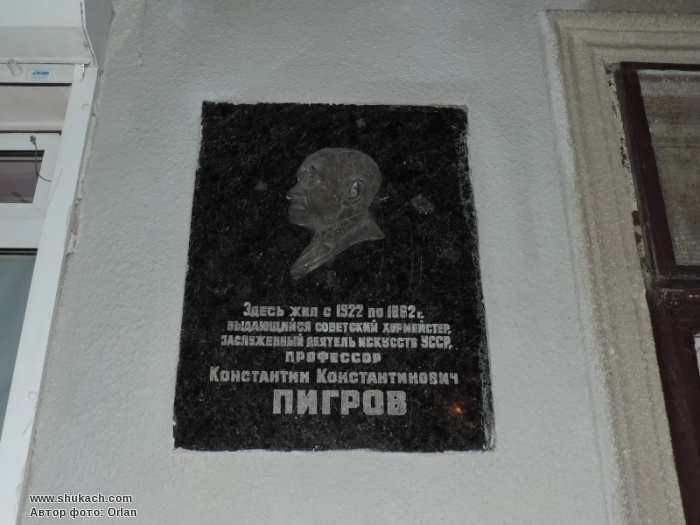 Здесь жил с 1922 по 1962 г.
выдающийся советский хормейстер,
заслуженный деятель искусств УССР,
профессор
Константин Константинович
ПИГРОВ
www.shukach.com
Автор фото: Orlan